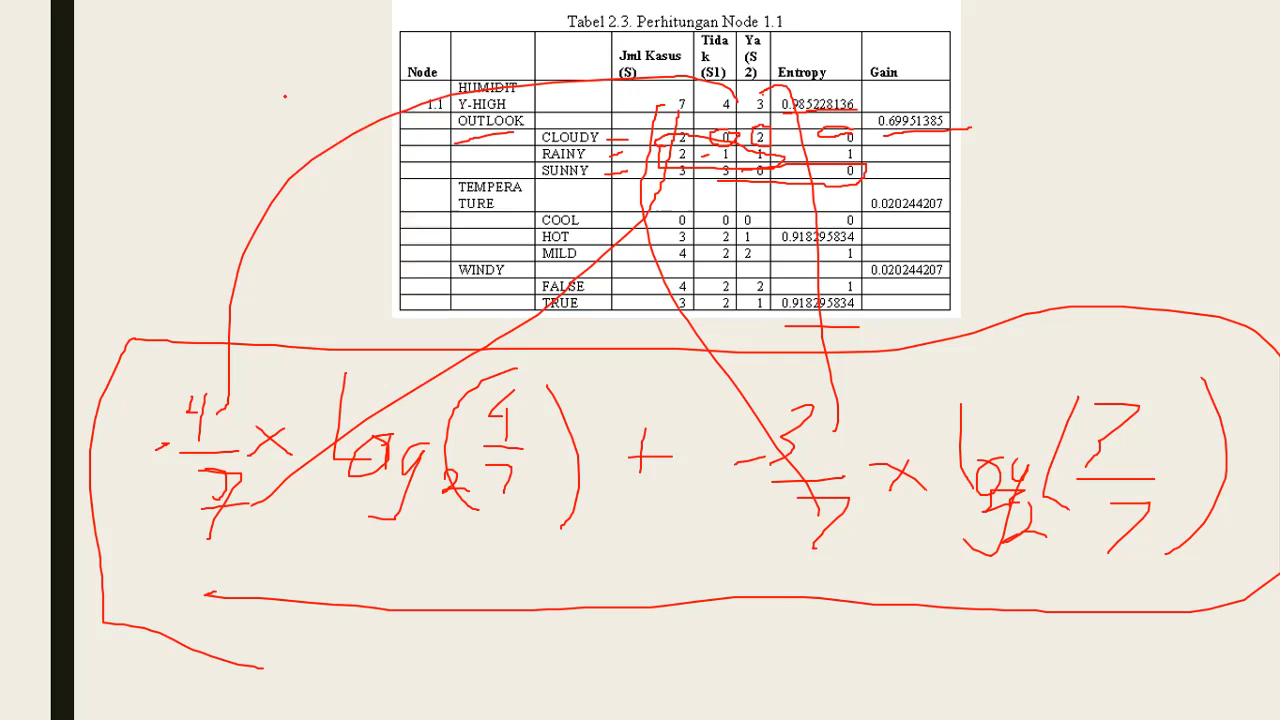 Tabel 2.3. Perhitungan Node 1.1
Node Jml Kasus (S) Tidak (S1) Ya (S2) Entropy Gain
1.1 HUMIDITY-HIGH 7 4 3 0.985228136
OUTLOOK 0.69951385
CLOUDY 2 0 2 0
RAINY 2 1 1 1
SUNNY 3 3 0 0
TEMPERATURE 0.020244207
COOL 0 0 0 0
HOT 3 2 1 0.918295834
MILD 4 2 2 1
WINDY 0.020244207
FALSE 4 2 2 1
TRUE 3 2 1 0.918295834
-4/7 × log2 (4/7) + -3/7 × log2 (3/7)